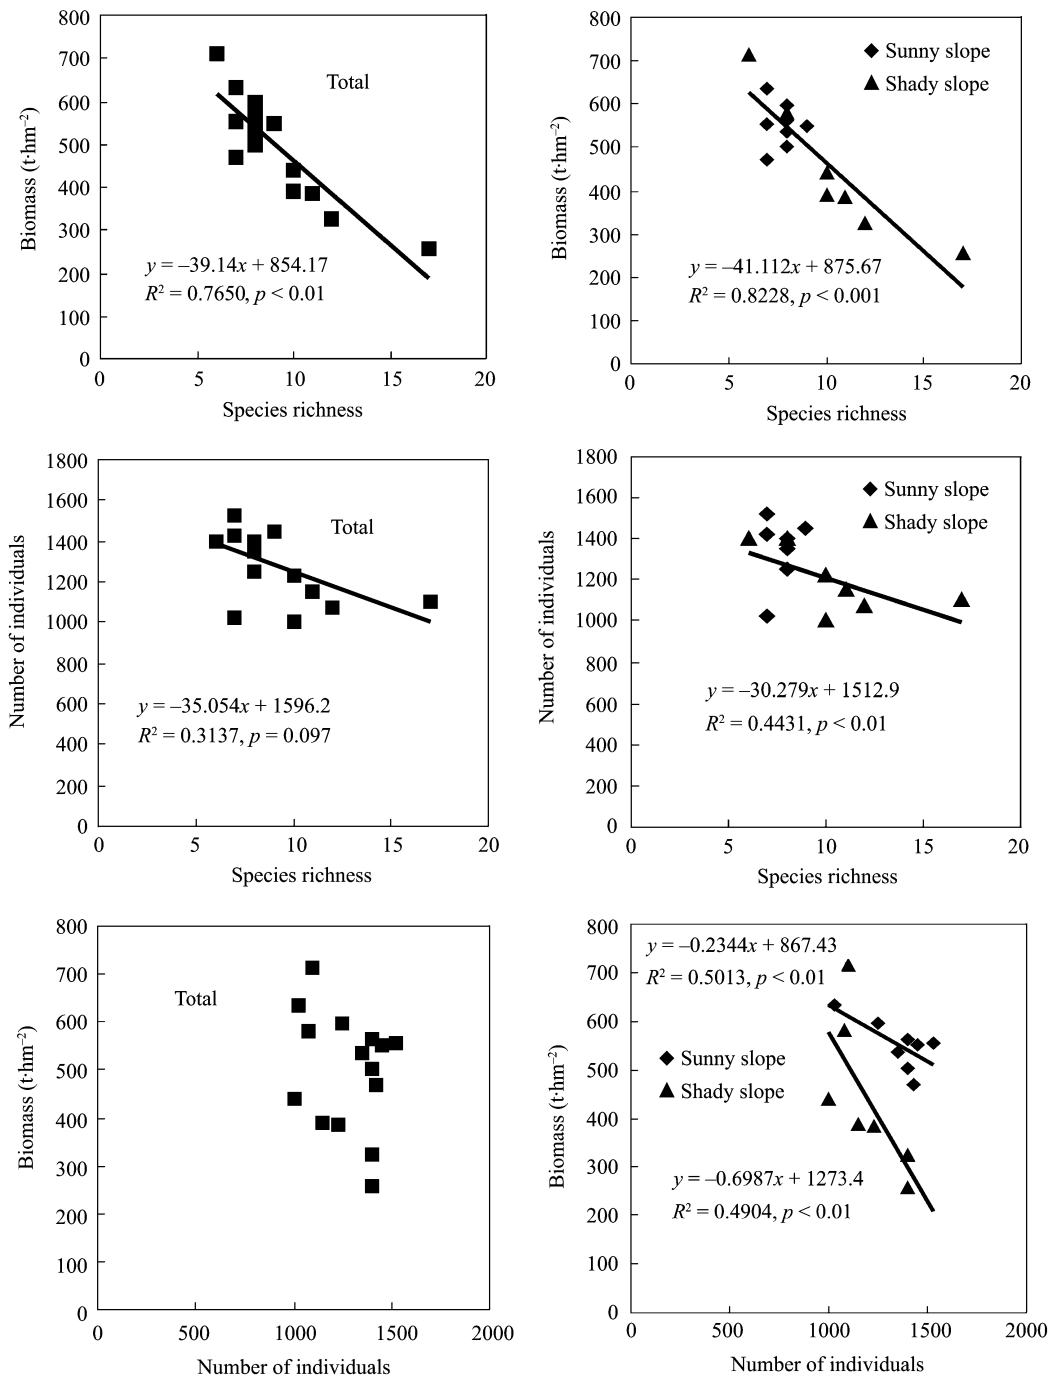 800
700
600
500
400
300
200
100
0
Biomass (t·hm⁻²)
Total
y = –39.14x + 854.17
R² = 0.7650, p < 0.01
0 5 10 15 20
Species richness
800
700
600
500
400
300
200
100
0
Biomass (t·hm⁻²)
Sunny slope
Shady slope
y = –41.112x + 875.67
R² = 0.8228, p < 0.001
0 5 10 15 20
Species richness
1800
1600
1400
1200
1000
800
600
400
200
0
Number of individuals
Total
y = –35.054x + 1596.2
R² = 0.3137, p = 0.097
0 5 10 15 20
Species richness
1800
1600
1400
1200
1000
800
600
400
200
0
Number of individuals
Sunny slope
Shady slope
y = –30.279x + 1512.9
R² = 0.4431, p < 0.01
0 5 10 15 20
Species richness
800
700
600
500
400
300
200
100
0
Biomass (t·hm⁻²)
Total
0 500 1000 1500 2000
Number of individuals
800
700
600
500
400
300
200
100
0
Biomass (t·hm⁻²)
y = –0.2344x + 867.43
R² = 0.5013, p < 0.01
Sunny slope
Shady slope
y = –0.6987x + 1273.4
R² = 0.4904, p < 0.01
0 500 1000 1500 2000
Number of individuals